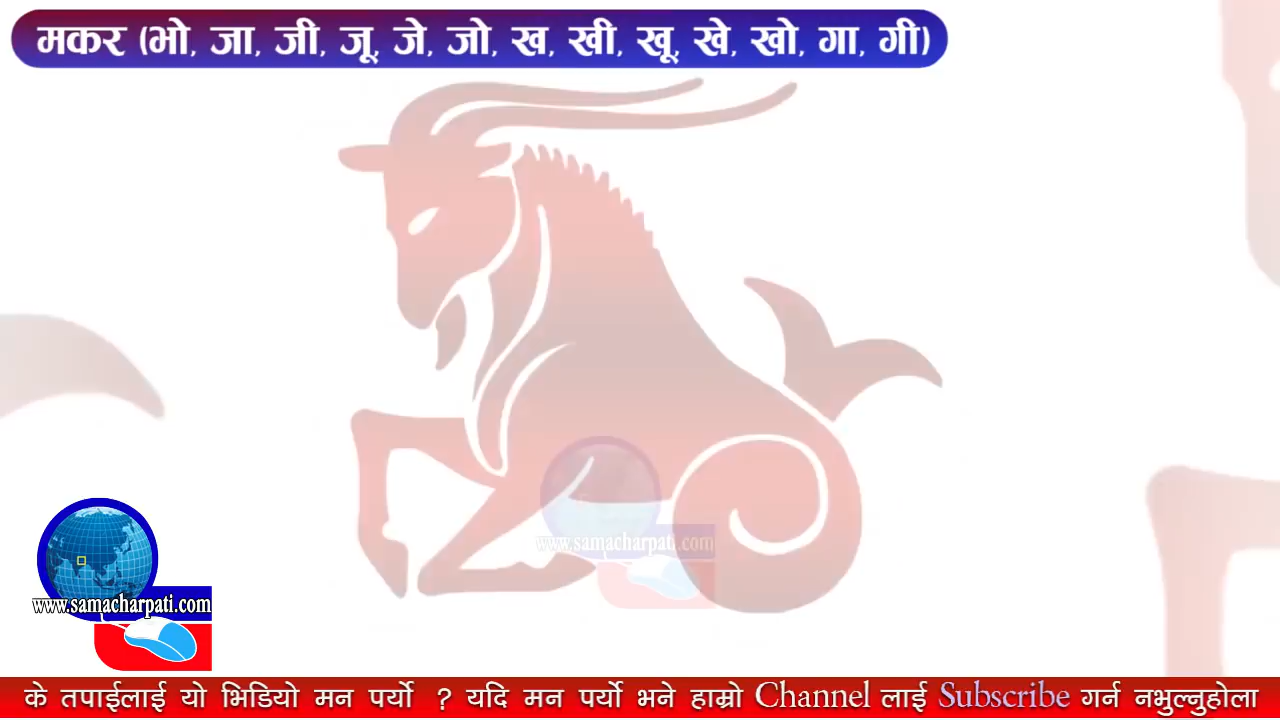 मकर (भो, जा, जी, जू, जे, जो, ख, खी, खू, खे, खो, गा, गी)
www.samacharpati.com
www.samacharpati.com
के तपाईलाई यो भिडियो मन पर्यो ? यदि मन पर्यो भने हाम्रो Channel लाई Subscribe गर्न नभुल्नुहोला